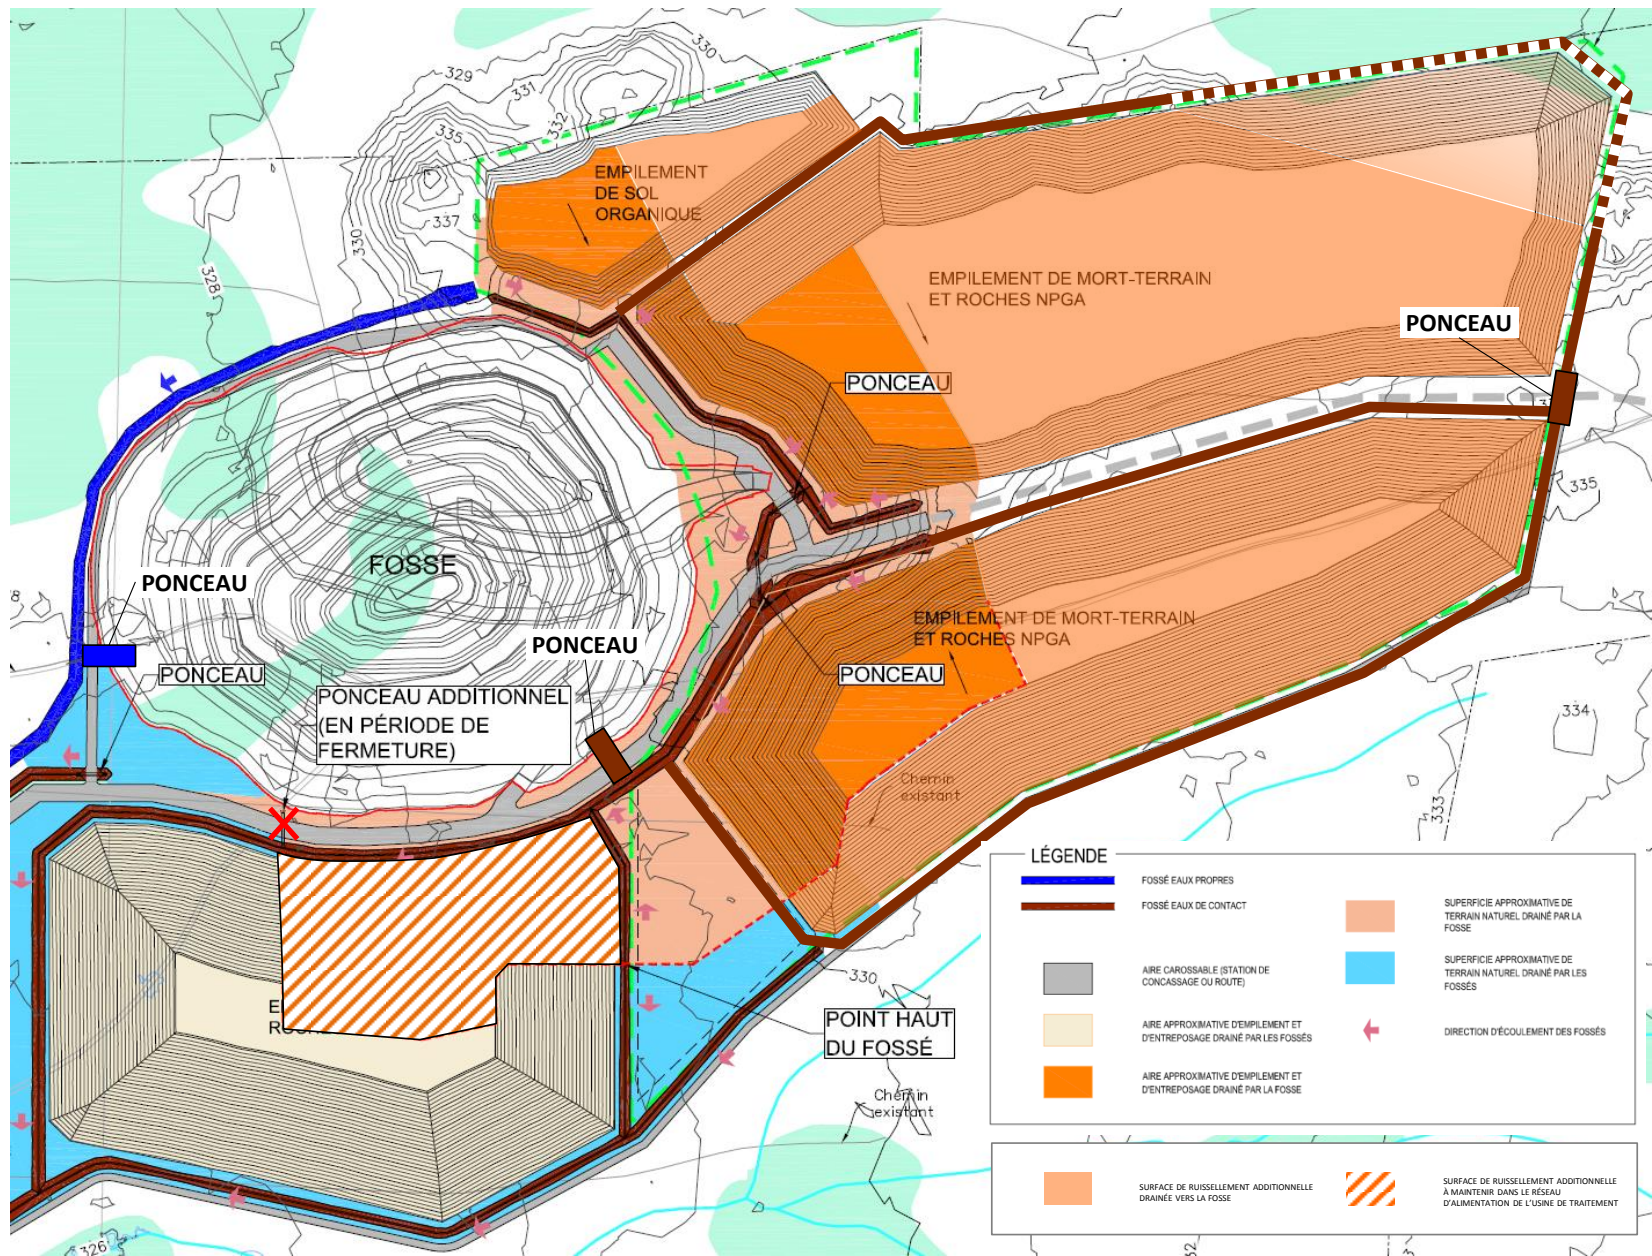 329
330
331
332
335
337
330
328
EMPILEMENT
DE SOL
ORGANIQUE
EMPILEMENT DE MORT-TERRAIN
ET ROCHES NPGA
PONCEAU
PONCEAU
335
FOSSE
PONCEAU
PONCEAU
PONCEAU
PONCEAU ADDITIONNEL
(EN PÉRIODE DE
FERMETURE)
EMPILEMENT DE MORT-TERRAIN
ET ROCHES NPGA
PONCEAU
334
333
Chemin
existant
330
POINT HAUT
DU FOSSÉ
Chemin
existant
326
LÉGENDE
FOSSÉ EAUX PROPRES
FOSSÉ EAUX DE CONTACT
AIRE CAROSSABLE (STATION DE
CONCASSAGE OU ROUTE)
AIRE APPROXIMATIVE D'EMPILEMENT ET
D'ENTREPOSAGE DRAINÉ PAR LES FOSSÉS
AIRE APPROXIMATIVE D'EMPILEMENT ET
D'ENTREPOSAGE DRAINÉ PAR LA FOSSE
SUPERFICIE APPROXIMATIVE DE
TERRAIN NATUREL DRAINÉ PAR LA
FOSSE
SUPERFICIE APPROXIMATIVE DE
TERRAIN NATUREL DRAINÉ PAR LES
FOSSÉS
DIRECTION D'ÉCOULEMENT DES FOSSÉS
SURFACE DE RUISSELLEMENT ADDITIONNELLE
DRAINÉE VERS LA FOSSE
SURFACE DE RUISSELLEMENT ADDITIONNELLE
À MAINTENIR DANS LE RÉSEAU
D'ALIMENTATION DE L'USINE DE TRAITEMENT